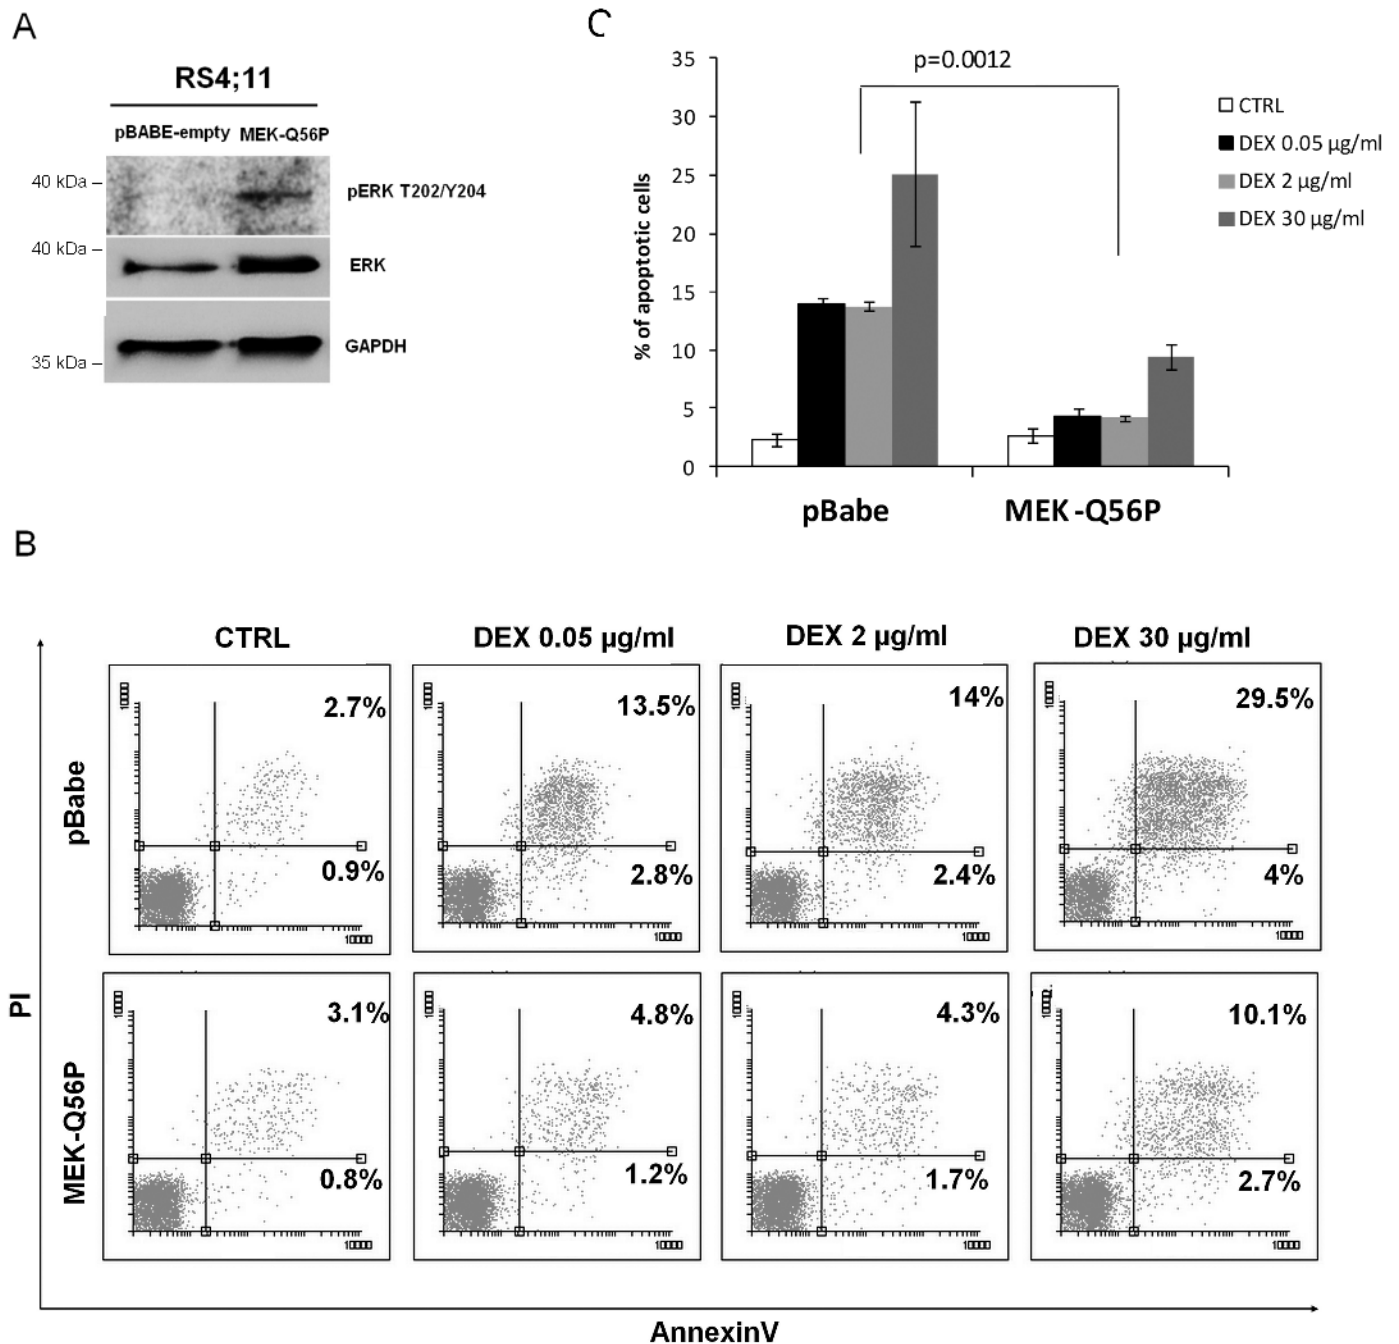 A
RS4;11
pBABE-empty MEK-Q56P
40 kDa
pERK T202/Y204
40 kDa
ERK
GAPDH
35 kDa
C
p=0.0012
35
30
25
20
15
10
5
0
% of apoptotic cells
CTRL
DEX 0.05 µg/ml
DEX 2 µg/ml
DEX 30 µg/ml
pBabe
MEK-Q56P
B
CTRL
DEX 0.05 µg/ml
DEX 2 µg/ml
DEX 30 µg/ml
pBabe
2.7%
0.9%
13.5%
2.8%
14%
2.4%
29.5%
4%
MEK-Q56P
3.1%
0.8%
4.8%
1.2%
4.3%
1.7%
10.1%
2.7%
PI
AnnexinV